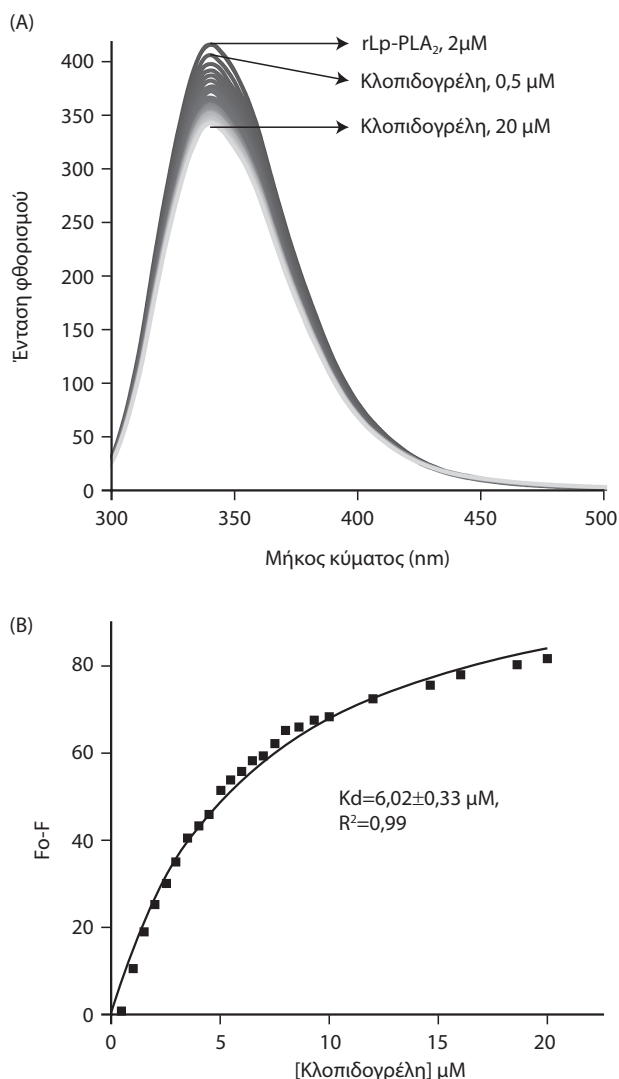 (A)
400
350
300
250
200
150
100
50
0
Ένταση φθορισμού
rLp-PLA₂, 2μM
Κλοπιδογρέλη, 0,5 μM
Κλοπιδογρέλη, 20 μM
300 350 400 450 500
Μήκος κύματος (nm)
(B)
80
60
40
20
0
Fo-F
Kd=6,02±0,33 μM,
R²=0,99
0 5 10 15 20
[Κλοπιδογρέλη] μM